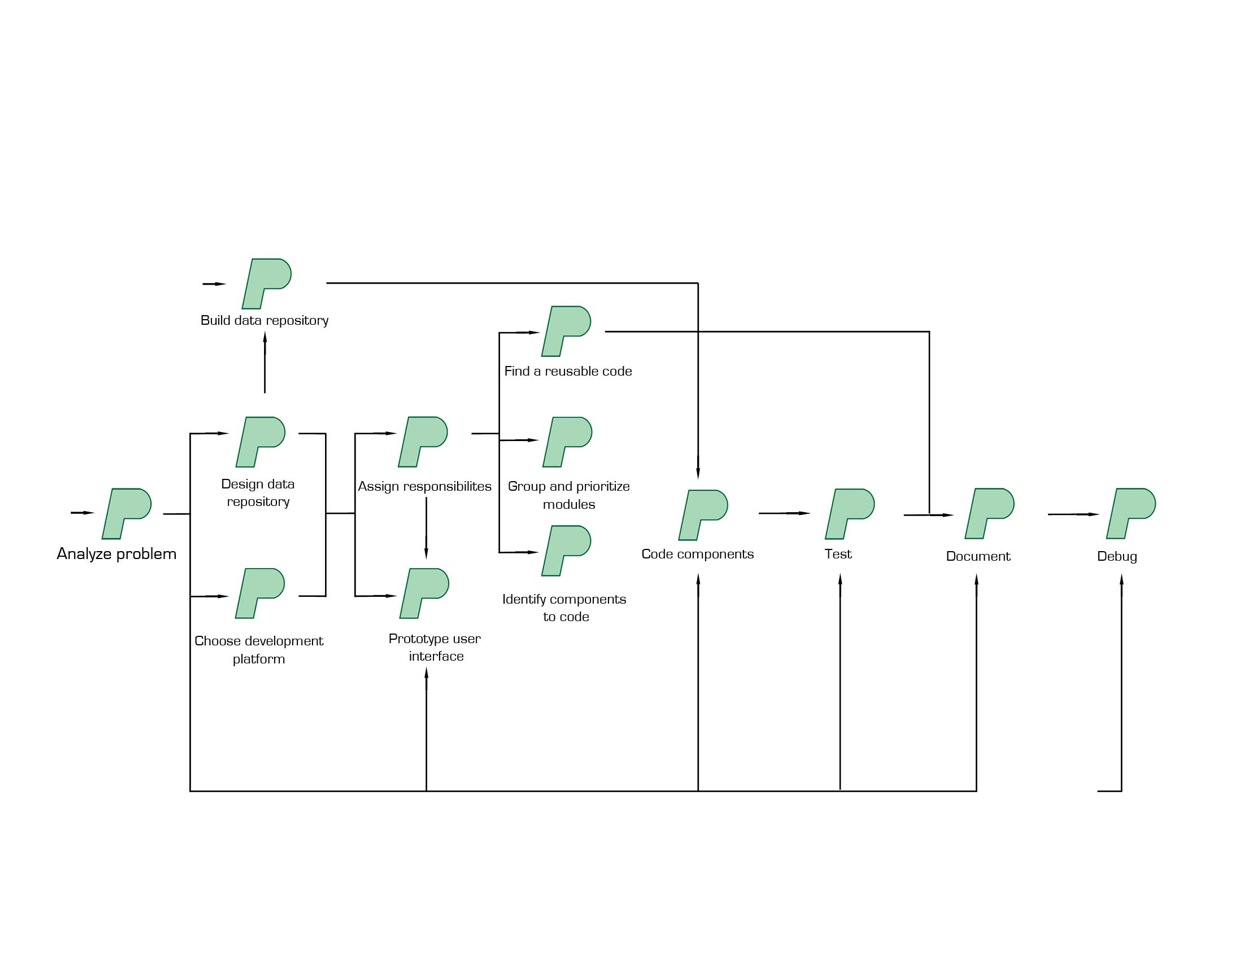 Build data repository
Find a reusable code
Design data
repository
Assign responsibilites
Group and prioritize
modules
Analyze problem
Code components
Test
Document
Debug
Identify components
to code
Choose development
platform
Prototype user
interface